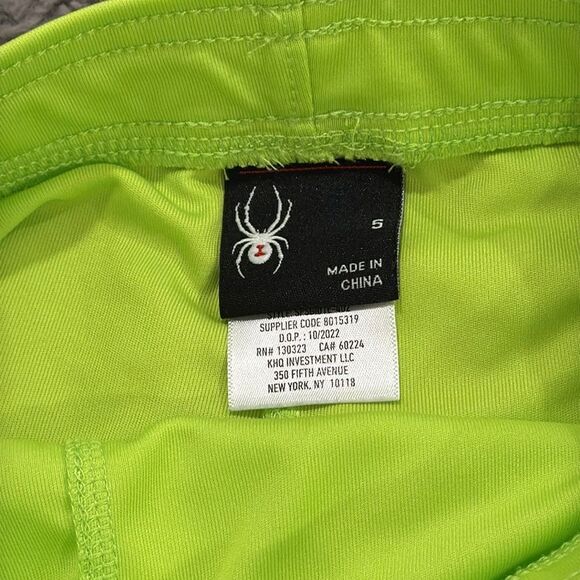 5
MADE IN
CHINA
SUPPLIER CODE 8015319
D.O.P. : 10/2022
RN# 130323 CA# 60224
KHQ INVESTMENT LLC
350 FIFTH AVENUE
NEW YORK, NY 10118